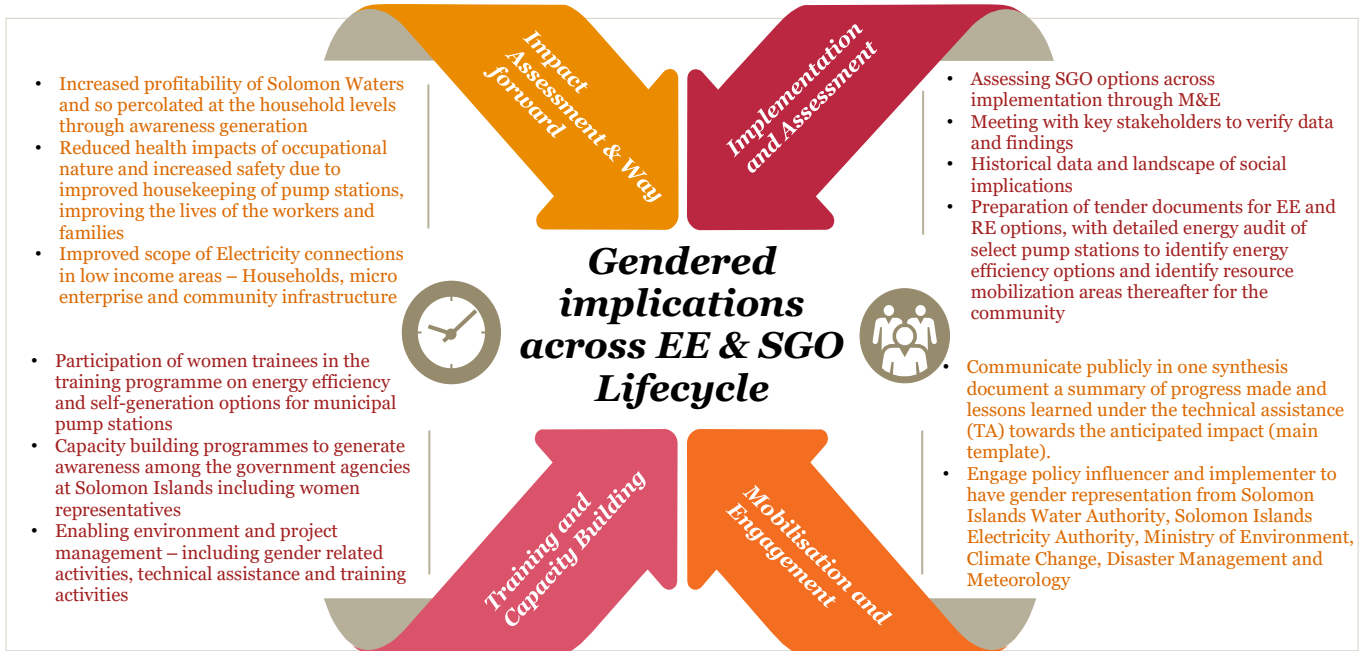 Impact
Assessment & Way
forward
• Increased profitability of Solomon Waters
and so percolated at the household levels
through awareness generation
• Reduced health impacts of occupational
nature and increased safety due to
improved housekeeping of pump stations,
improving the lives of the workers and
families
• Improved scope of Electricity connections
in low income areas – Households, micro
enterprise and community infrastructure
Implementation
and Assessment
• Assessing SGO options across
implementation through M&E
• Meeting with key stakeholders to verify data
and findings
• Historical data and landscape of social
implications
• Preparation of tender documents for EE and
RE options, with detailed energy audit of
select pump stations to identify energy
efficiency options and identify resource
mobilization areas thereafter for the
community
Gendered
implications
across EE & SGO
Lifecycle
• Participation of women trainees in the
training programme on energy efficiency
and self-generation options for municipal
pump stations
• Capacity building programmes to generate
awareness among the government agencies
at Solomon Islands including women
representatives
• Enabling environment and project
management – including gender related
activities, technical assistance and training
activities
Training and
Capacity Building
• Communicate publicly in one synthesis
document a summary of progress made and
lessons learned under the technical assistance
(TA) towards the anticipated impact (main
template).
• Engage policy influencer and implementer to
have gender representation from Solomon
Islands Water Authority, Solomon Islands
Electricity Authority, Ministry of Environment,
Climate Change, Disaster Management and
Meteorology
Mobilisation and
Engagement